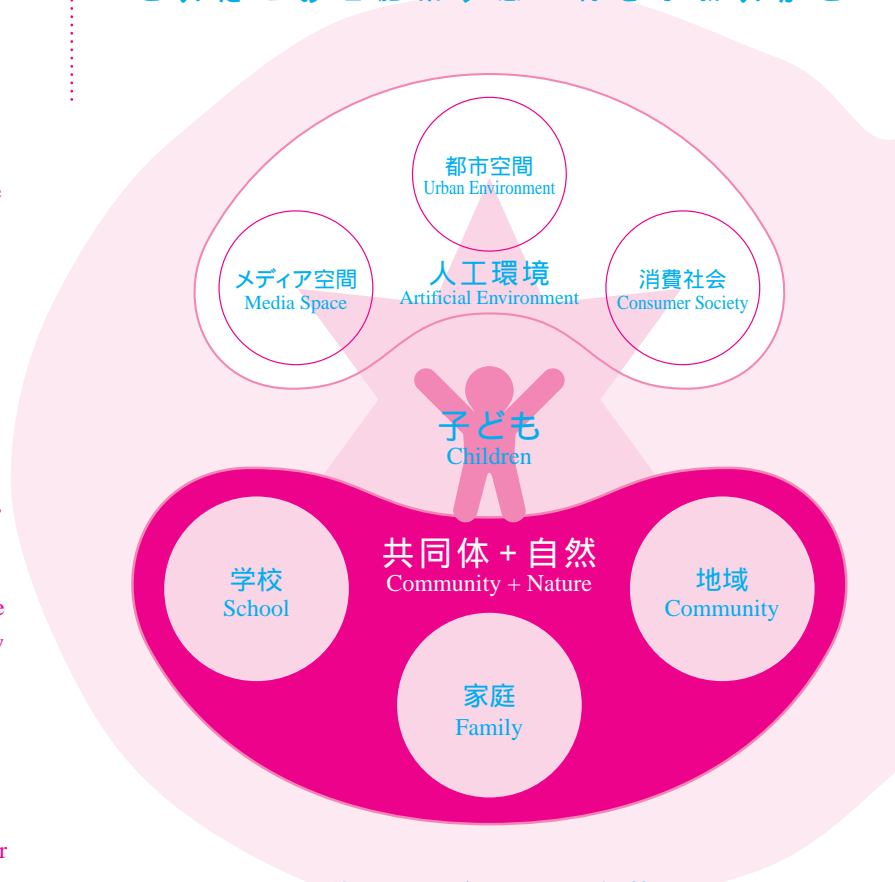 都市空間
Urban Environment
メディア空間
Media Space
人工環境
Artificial Environment
消費社会
Consumer Society
子ども
Children
共同体+自然
Community + Nature
学校
School
地域
Community
家庭
Family